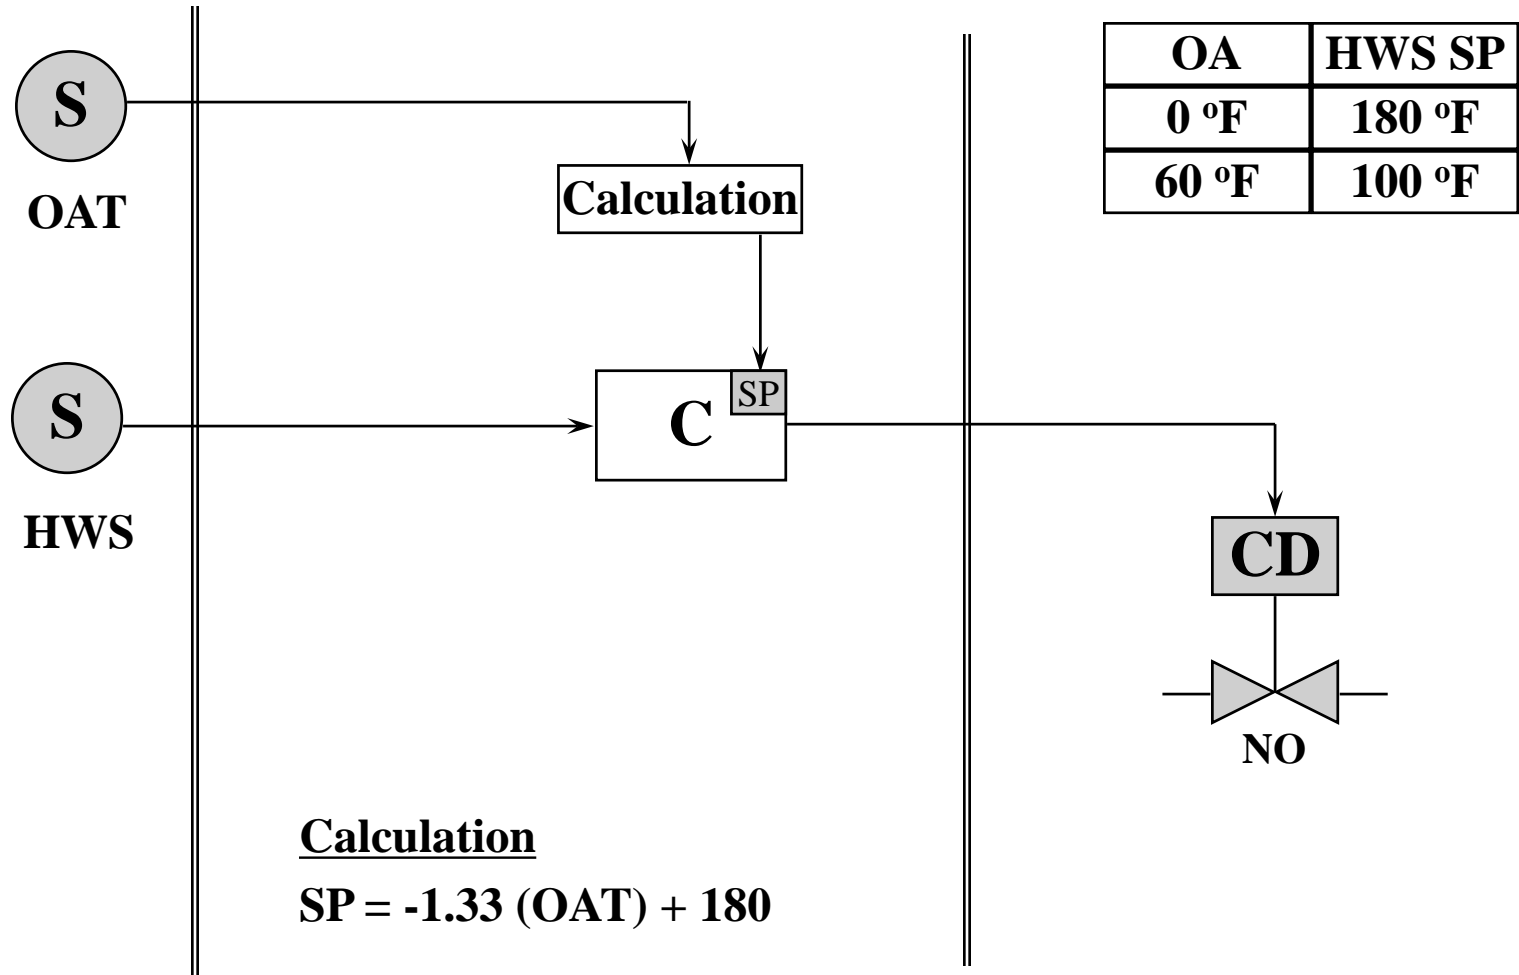 S
OAT
Calculation
OA HWS SP
0 ºF 180 ºF
60 ºF 100 ºF
S
HWS
C
SP
CD
NO
Calculation
SP = -1.33 (OAT) + 180